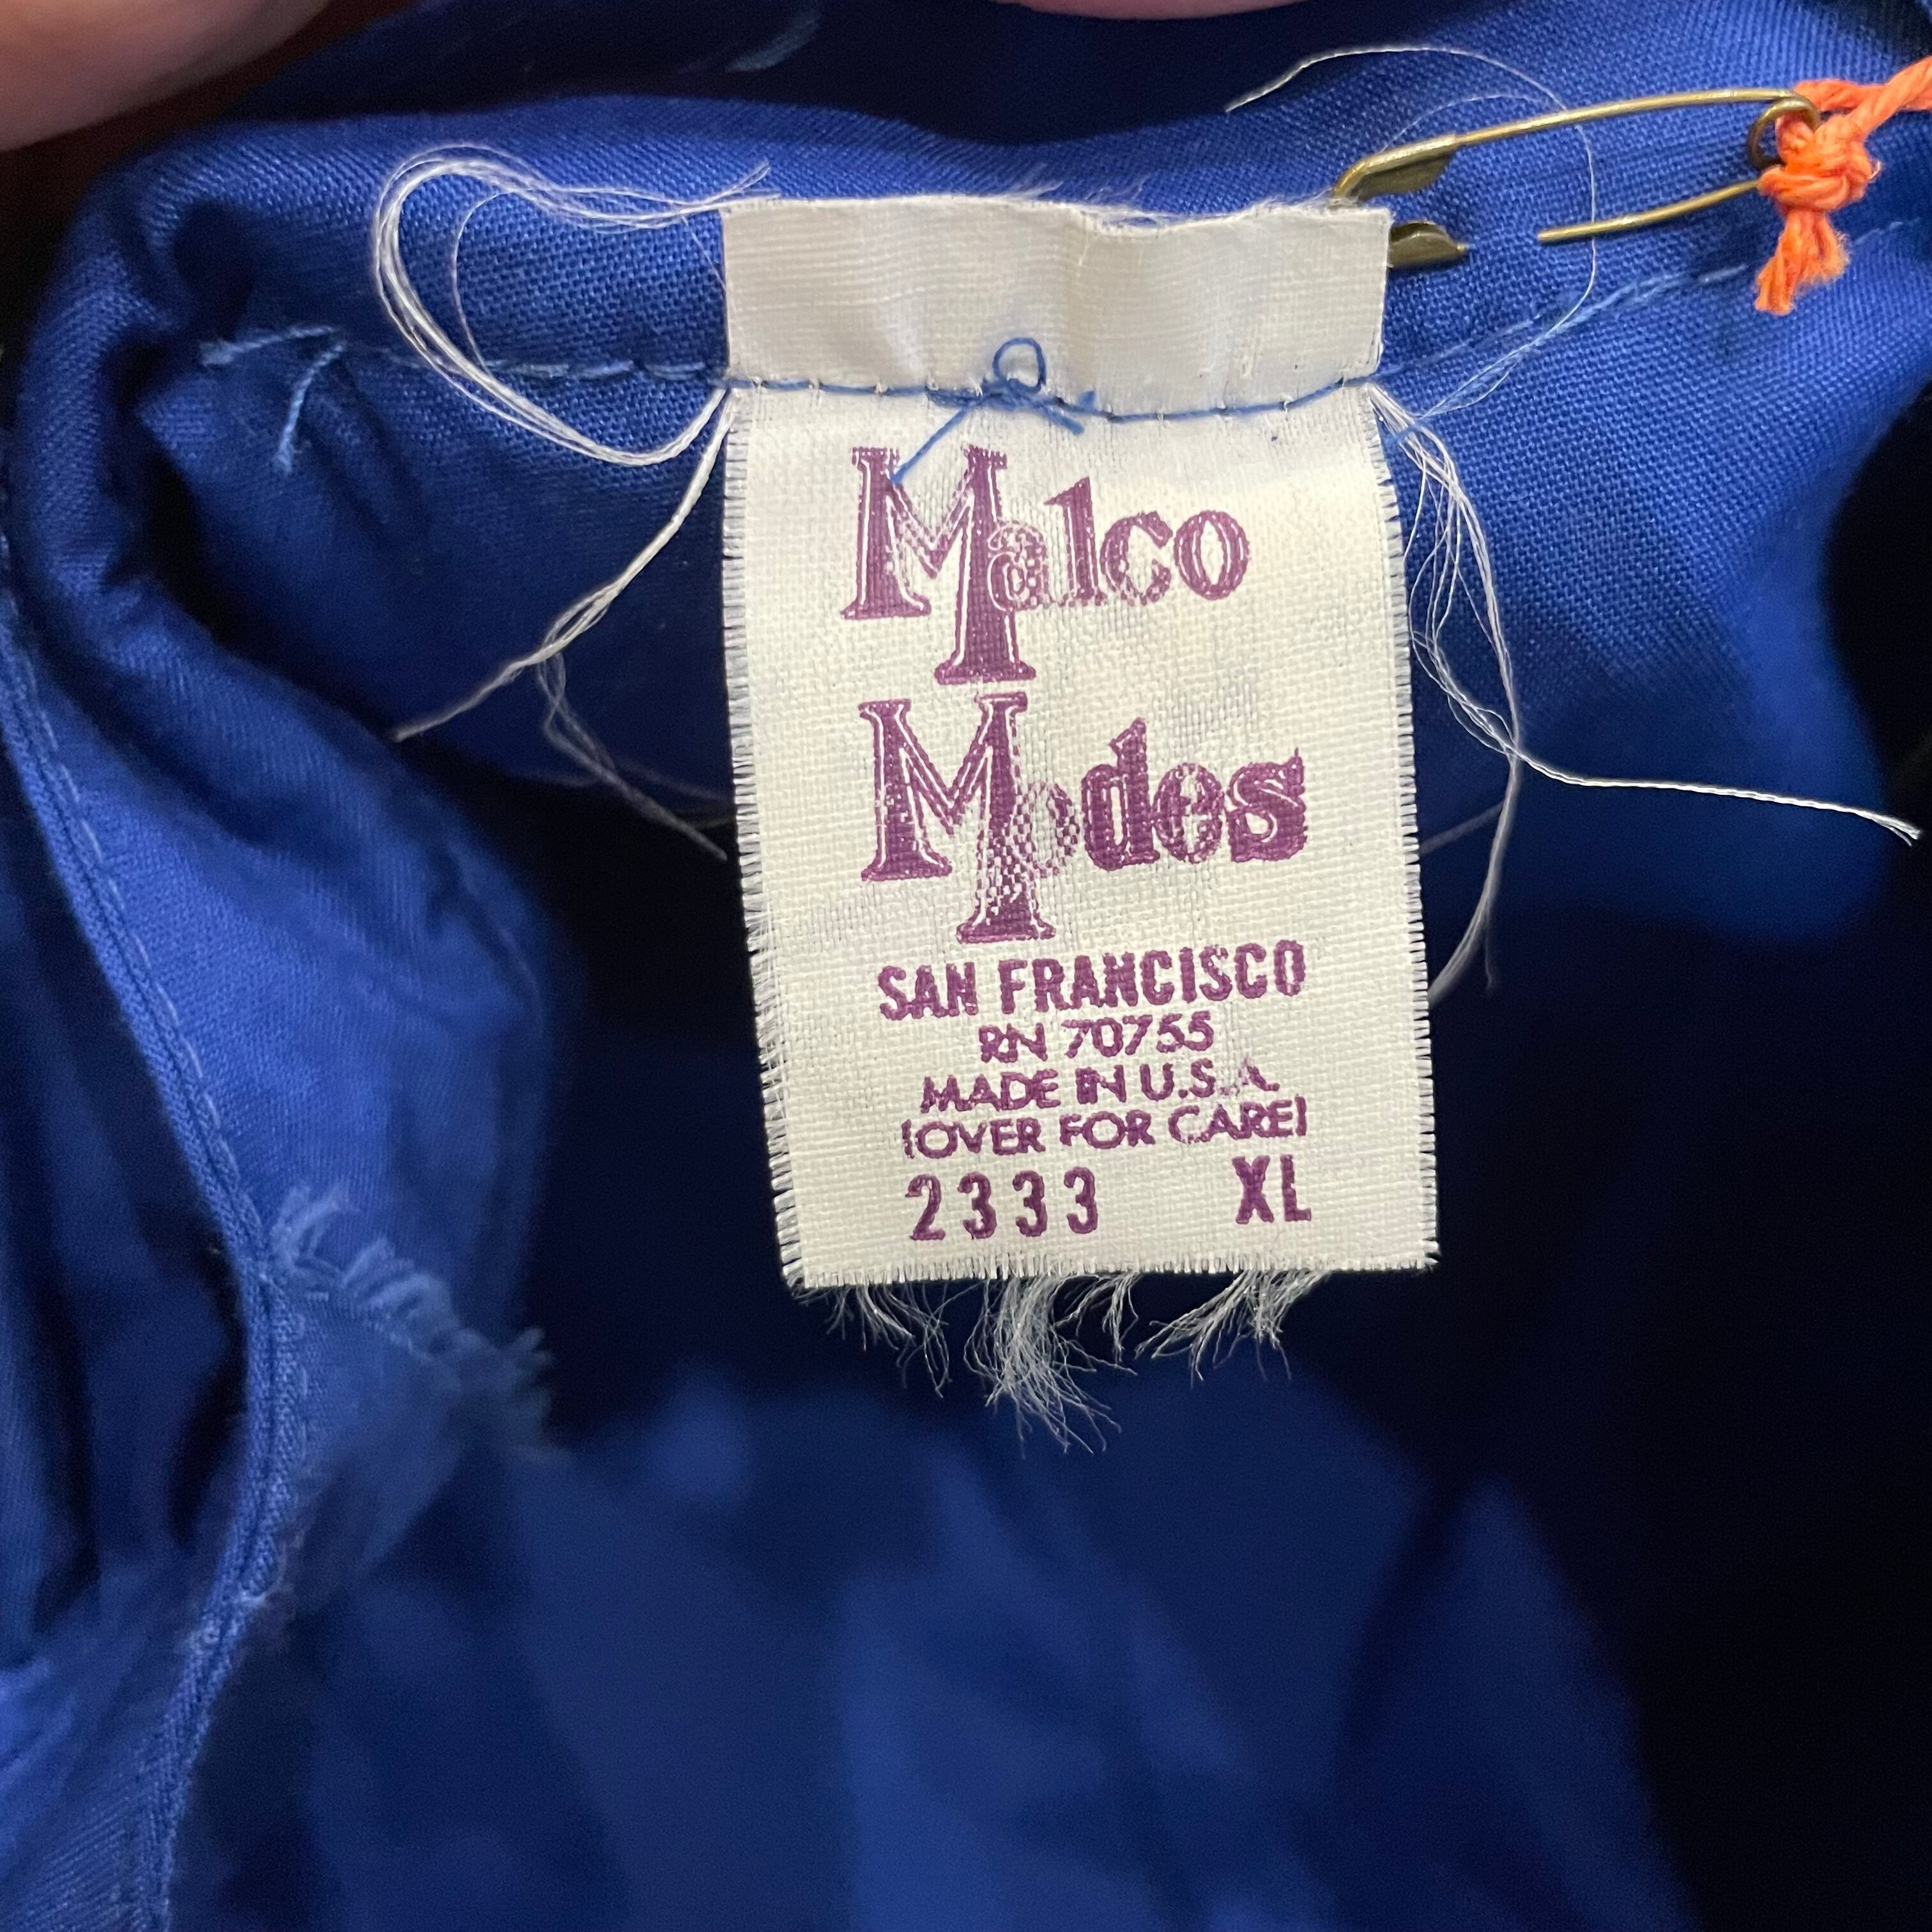 Malco
Modes
SAN FRANCISCO
RN 70755
MADE IN U.S.A.
(OVER FOR CARE)
2333 XL